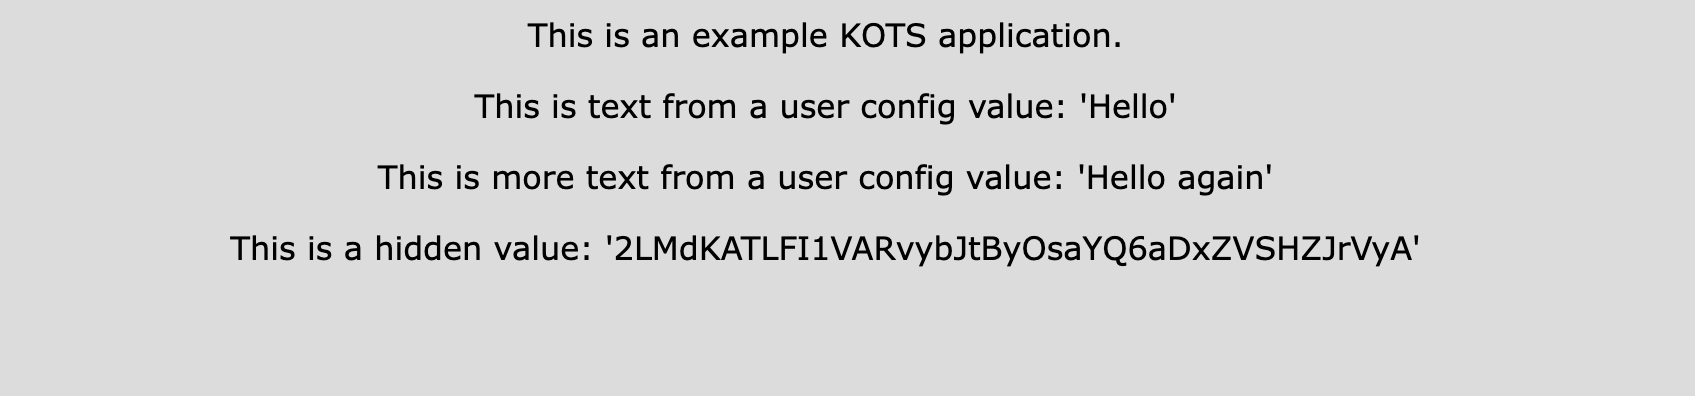 This is an example KOTS application.
This is text from a user config value: 'Hello'
This is more text from a user config value: 'Hello again'
This is a hidden value: '2LMdKATLFI1VARvybJtByOsaYQ6aDxZVSHZJrVyA'